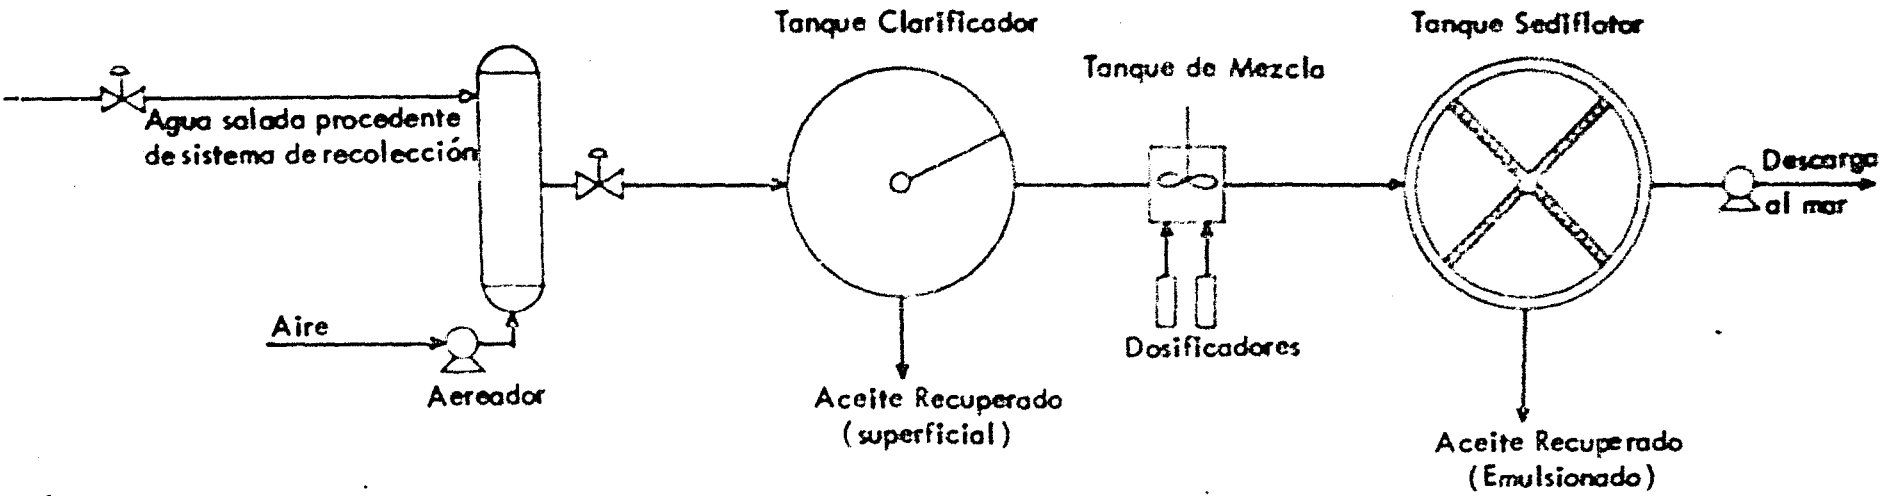 Tanque Clarificador
Tanque Sediflotor
Tanque de Mezcla
Agua salada procedente
de sistema de recolección
Descarga
al mar
Aire
Aereador
Dosificadores
Aceite Recuperado
(superficial)
Aceite Recuperado
(Emulsionado)